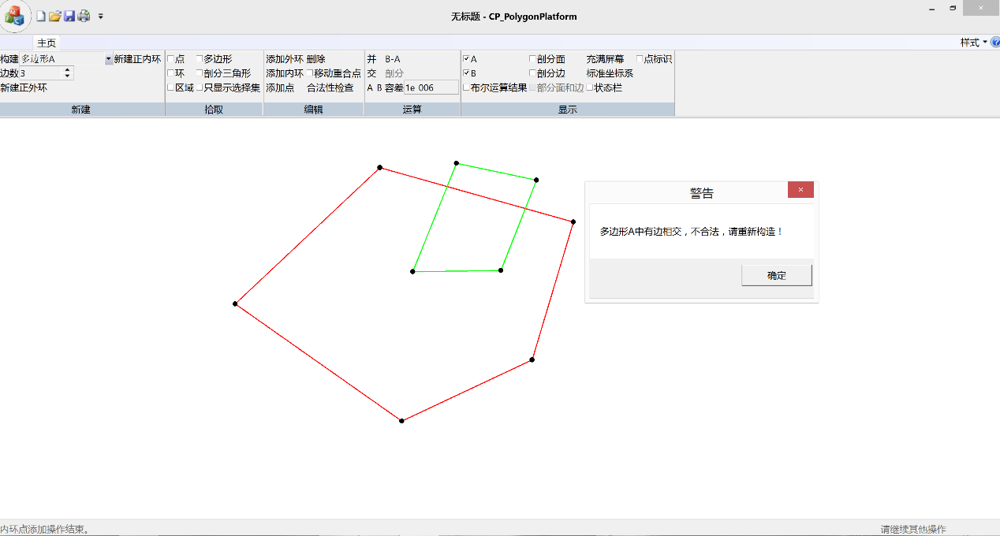 无标题 - CP_PolygonPlatform
主页
样式
构建 多边形A 新建正内环
边数 3
新建正外环
新建
点 多边形
环 剖分三角形
区域 只显示选择集
拾取
添加外环 删除
添加内环 移动重合点
添加点 合法性检查
编辑
并 B-A
交 剖分
A B 容差 1e 006
运算
A 剖分面 充满屏幕 点标识
B 剖分边 标准坐标系
布尔运算结果 剖分面和边 状态栏
显示
警告
多边形A中有边相交，不合法，请重新构造！
确定
内环点添加操作结束。
请继续其他操作